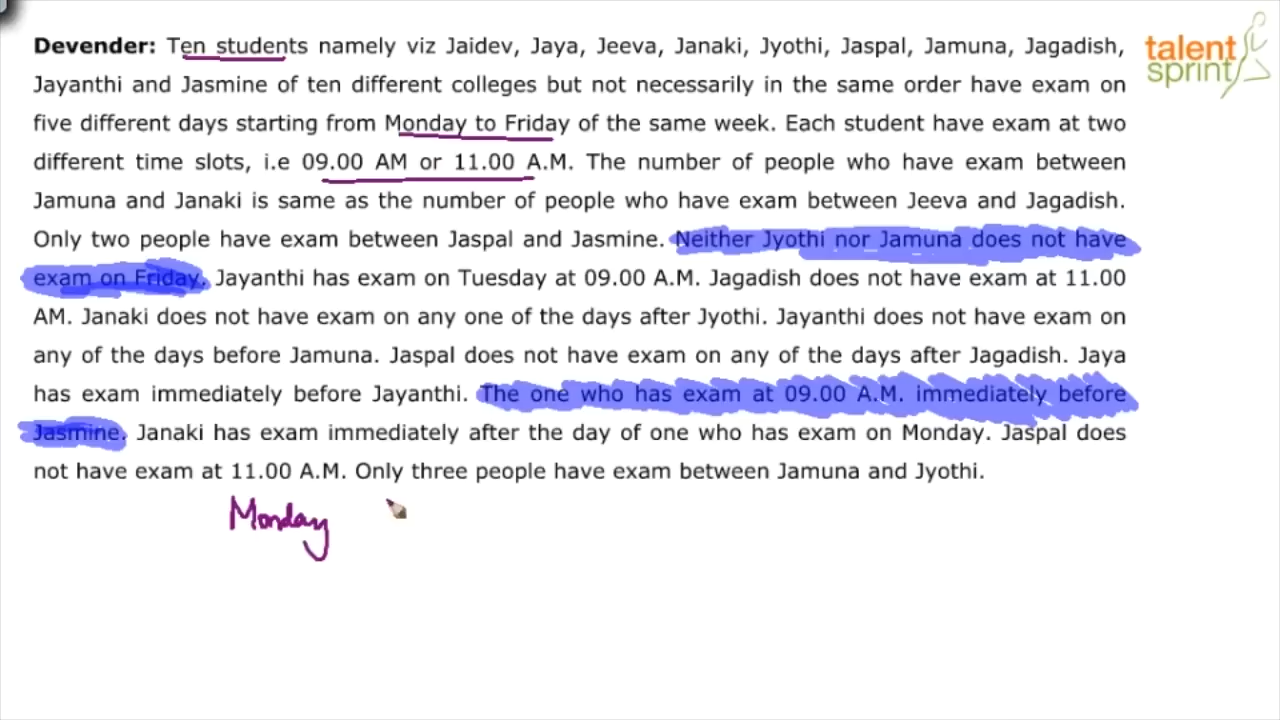 Devender: Ten students namely viz Jaidev, Jaya, Jeeva, Janaki, Jyothi, Jaspal, Jamuna, Jagadish,
Jayanthi and Jasmine of ten different colleges but not necessarily in the same order have exam on
five different days starting from Monday to Friday of the same week. Each student have exam at two
different time slots, i.e 09.00 AM or 11.00 A.M. The number of people who have exam between
Jamuna and Janaki is same as the number of people who have exam between Jeeva and Jagadish.
Only two people have exam between Jaspal and Jasmine. Neither Jyothi nor Jamuna does not have
exam on Friday. Jayanthi has exam on Tuesday at 09.00 A.M. Jagadish does not have exam at 11.00
AM. Janaki does not have exam on any one of the days after Jyothi. Jayanthi does not have exam on
any of the days before Jamuna. Jaspal does not have exam on any of the days after Jagadish. Jaya
has exam immediately before Jayanthi. The one who has exam at 09.00 A.M. immediately before
Jasmine. Janaki has exam immediately after the day of one who has exam on Monday. Jaspal does
not have exam at 11.00 A.M. Only three people have exam between Jamuna and Jyothi.
Monday
talent
sprint